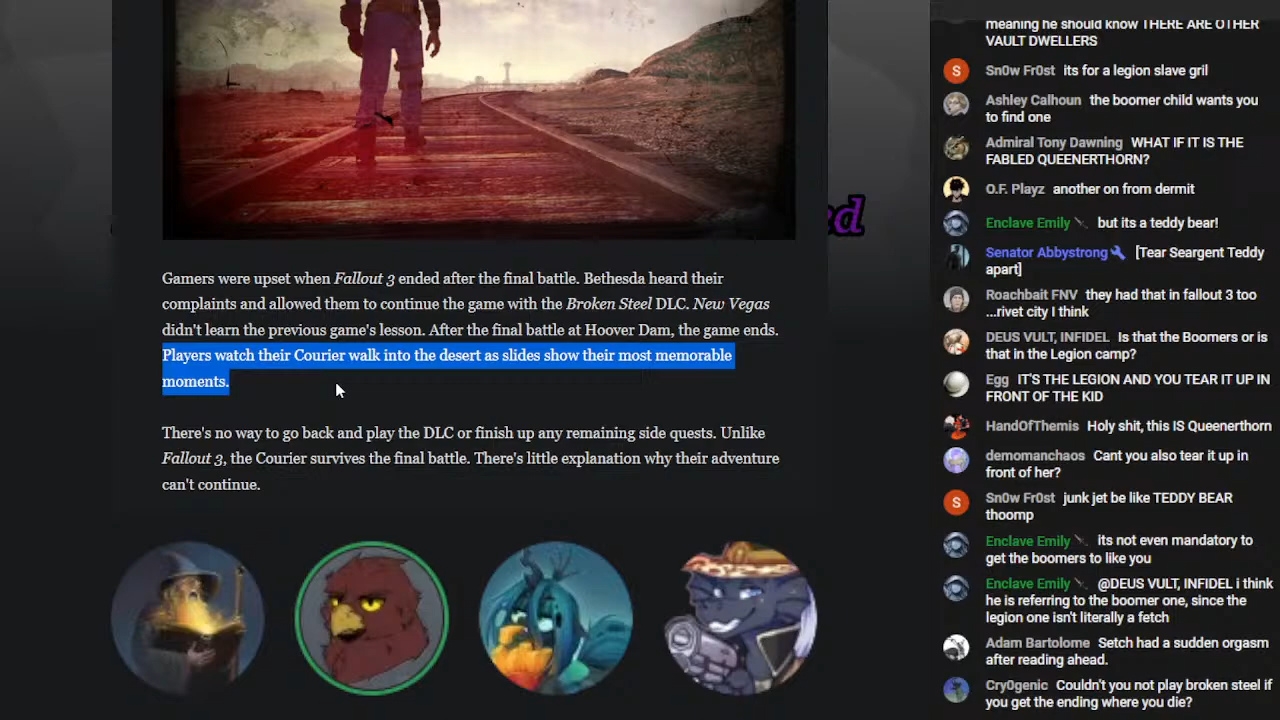 ed
Gamers were upset when Fallout 3 ended after the final battle. Bethesda heard their
complaints and allowed them to continue the game with the Broken Steel DLC. New Vegas
didn't learn the previous game's lesson. After the final battle at Hoover Dam, the game ends.
Players watch their Courier walk into the desert as slides show their most memorable
moments.
There's no way to go back and play the DLC or finish up any remaining side quests. Unlike
Fallout 3, the Courier survives the final battle. There's little explanation why their adventure
can't continue.
meaning he should know THERE ARE OTHER
VAULT DWELLERS
S
Sn0w Fr0st its for a legion slave gril
Ashley Calhoun the boomer child wants you
to find one
Admiral Tony Dawning WHAT IF IT IS THE
FABLED QUEENERTHORN?
O.F. Playz another on from dermit
Enclave Emily but its a teddy bear!
Senator Abbystrong [Tear Seargent Teddy
apart]
Roachbait FNV they had that in fallout 3 too
...rivet city I think
DEUS VULT, INFIDEL Is that the Boomers or is
that in the Legion camp?
Egg IT'S THE LEGION AND YOU TEAR IT UP IN
FRONT OF THE KID
HandOfThemis Holy shit, this IS Queenerthorn
demomanchaos Cant you also tear it up in
front of her?
S
Sn0w Fr0st junk jet be like TEDDY BEAR
thoomp
Enclave Emily its not even mandatory to
get the boomers to like you
Enclave Emily @DEUS VULT, INFIDEL i think
he is referring to the boomer one, since the
legion one isn't literally a fetch
Adam Bartolome Setch had a sudden orgasm
after reading ahead.
Cry0genic Couldn't you not play broken steel if
you get the ending where you die?